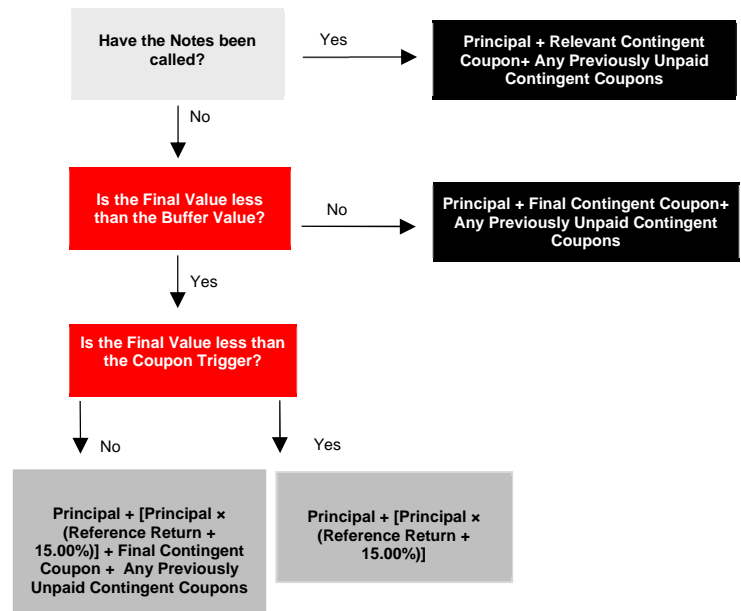 Have the Notes been
called?
Yes
Principal + Relevant Contingent
Coupon+ Any Previously Unpaid
Contingent Coupons
No
Is the Final Value less
than the Buffer Value?
No
Principal + Final Contingent Coupon+
Any Previously Unpaid Contingent
Coupons
Yes
Is the Final Value less than
the Coupon Trigger?
No
Yes
Principal + [Principal ×
(Reference Return +
15.00%)] + Final Contingent
Coupon + Any Previously
Unpaid Contingent Coupons
Principal + [Principal ×
(Reference Return +
15.00%)]